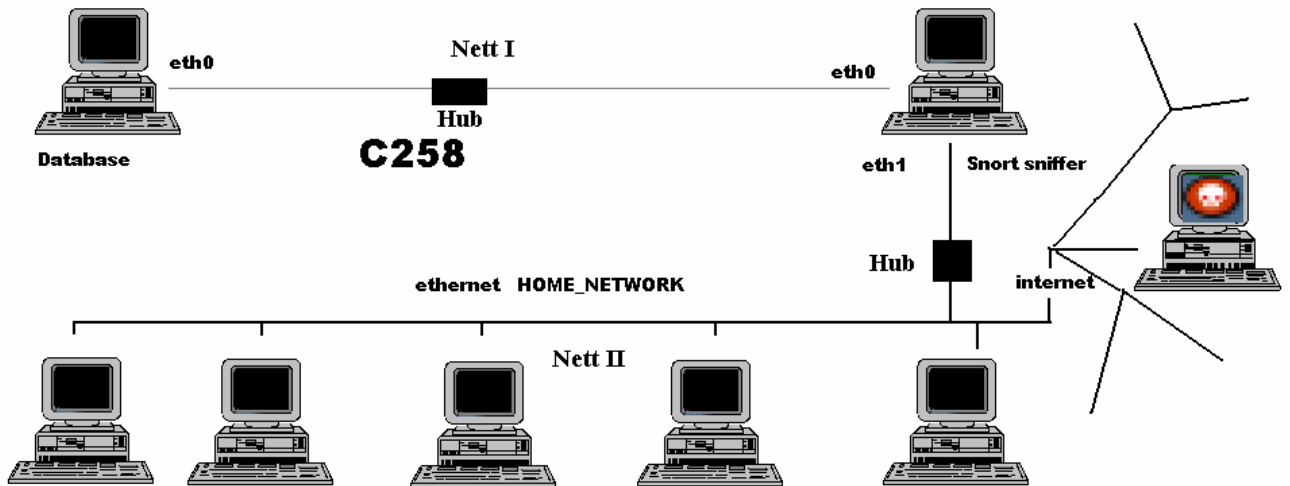 Nett I
eth0
eth0
Hub
C258
Database
eth1
Snort sniffer
Hub
internet
ethernet HOME_NETWORK
Nett II